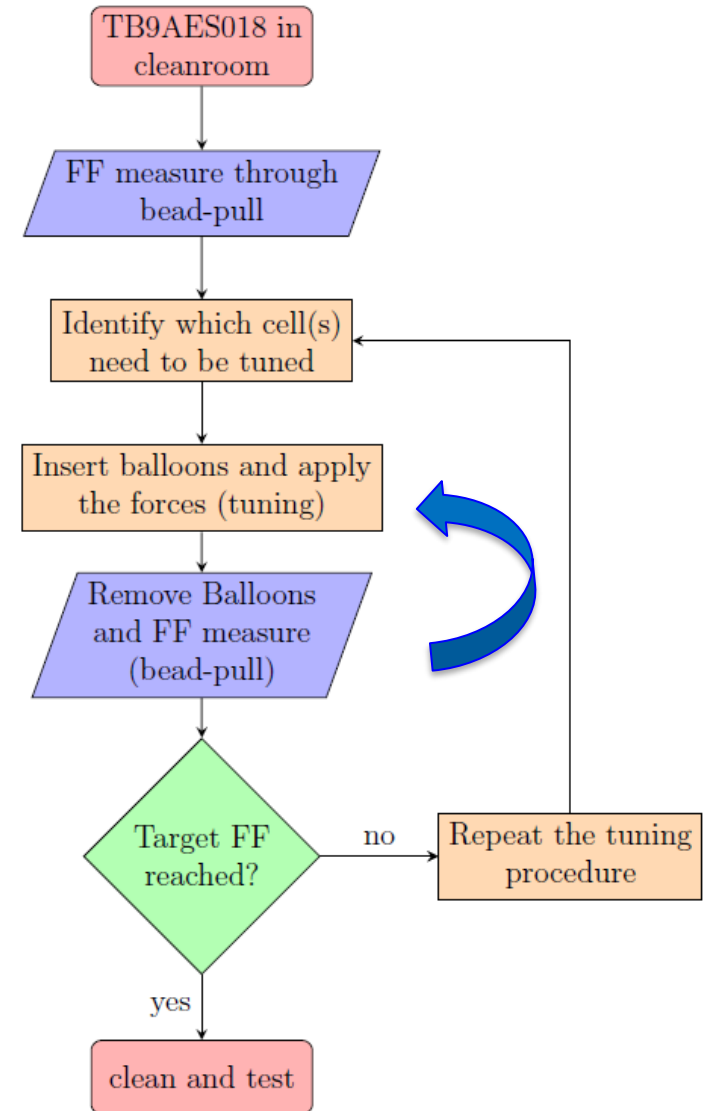 TB9AES018 in
cleanroom
FF measure through
bead-pull
Identify which cell(s)
need to be tuned
Insert balloons and apply
the forces (tuning)
Remove Balloons
and FF measure
(bead-pull)
Target FF
reached?
no
Repeat the tuning
procedure
yes
clean and test